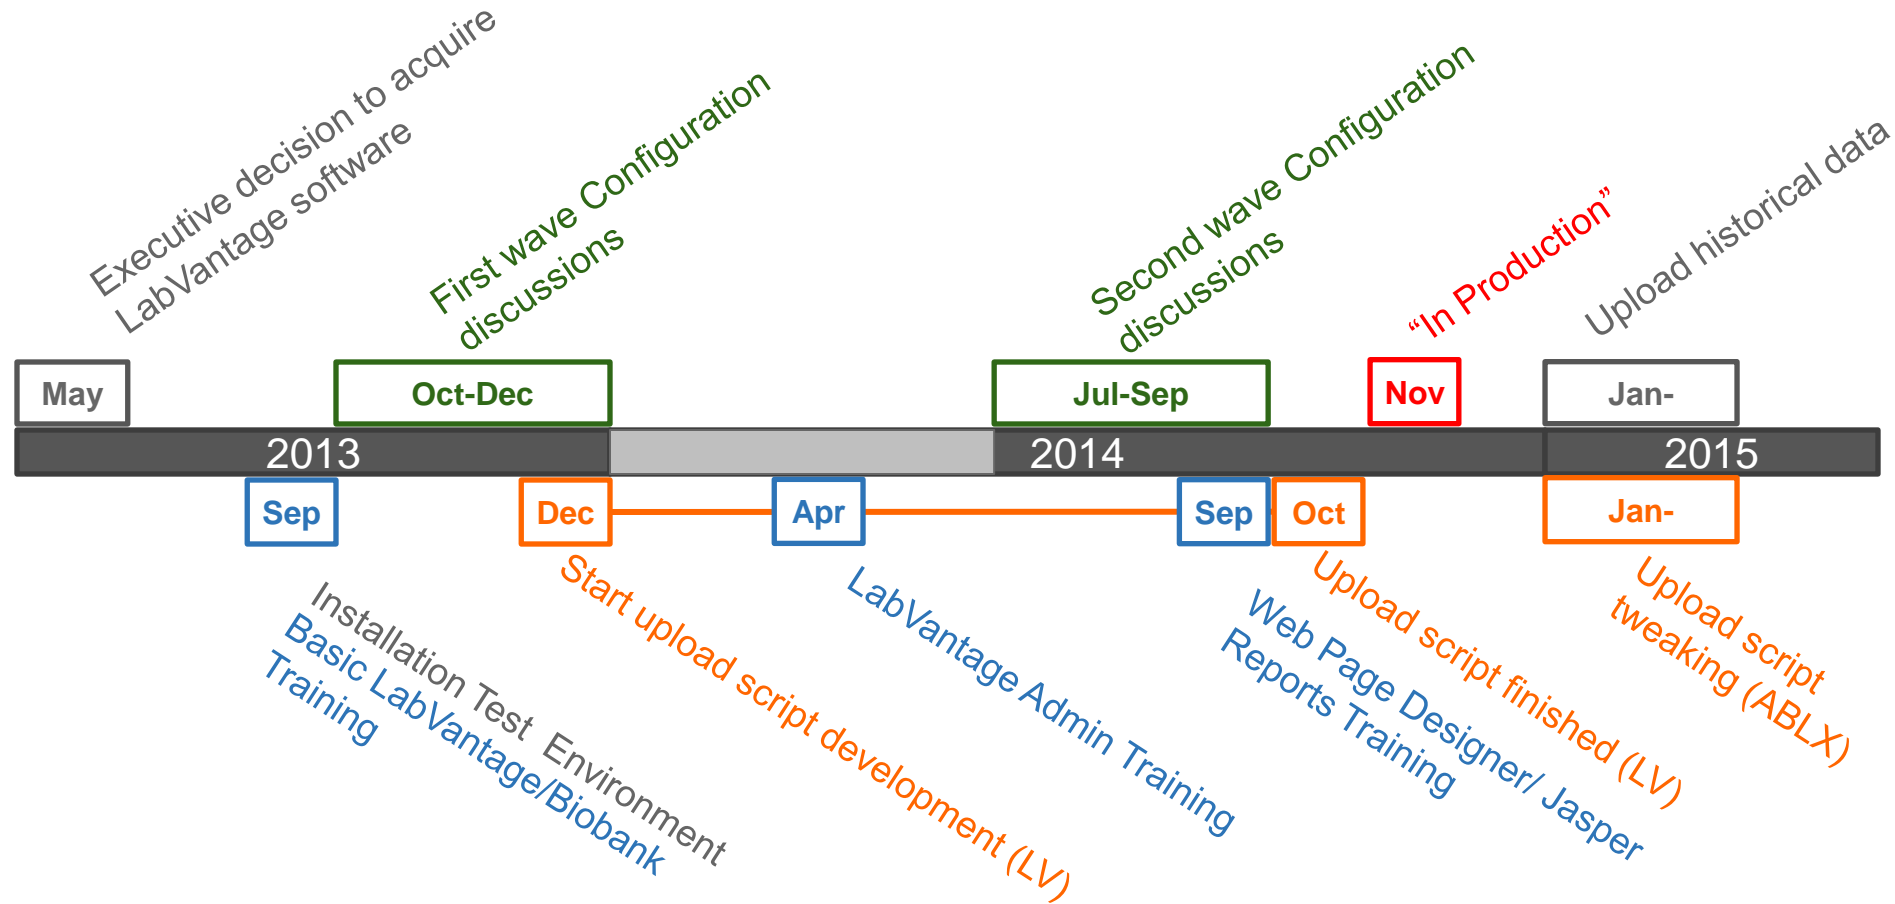 Executive decision to acquire
LabVantage software
First wave Configuration
discussions
Second wave Configuration
discussions
“In Production”
Upload historical data
May
Oct-Dec
Jul-Sep
Nov
Jan-
2013
2014
2015
Sep
Dec
Apr
Sep
Oct
Jan-
Installation Test Environment
Basic LabVantage/Biobank
Training
Start upload script development (LV)
LabVantage Admin Training
Web Page Designer/ Jasper
Reports Training
Upload script finished (LV)
Upload script
tweaking (ABLX)